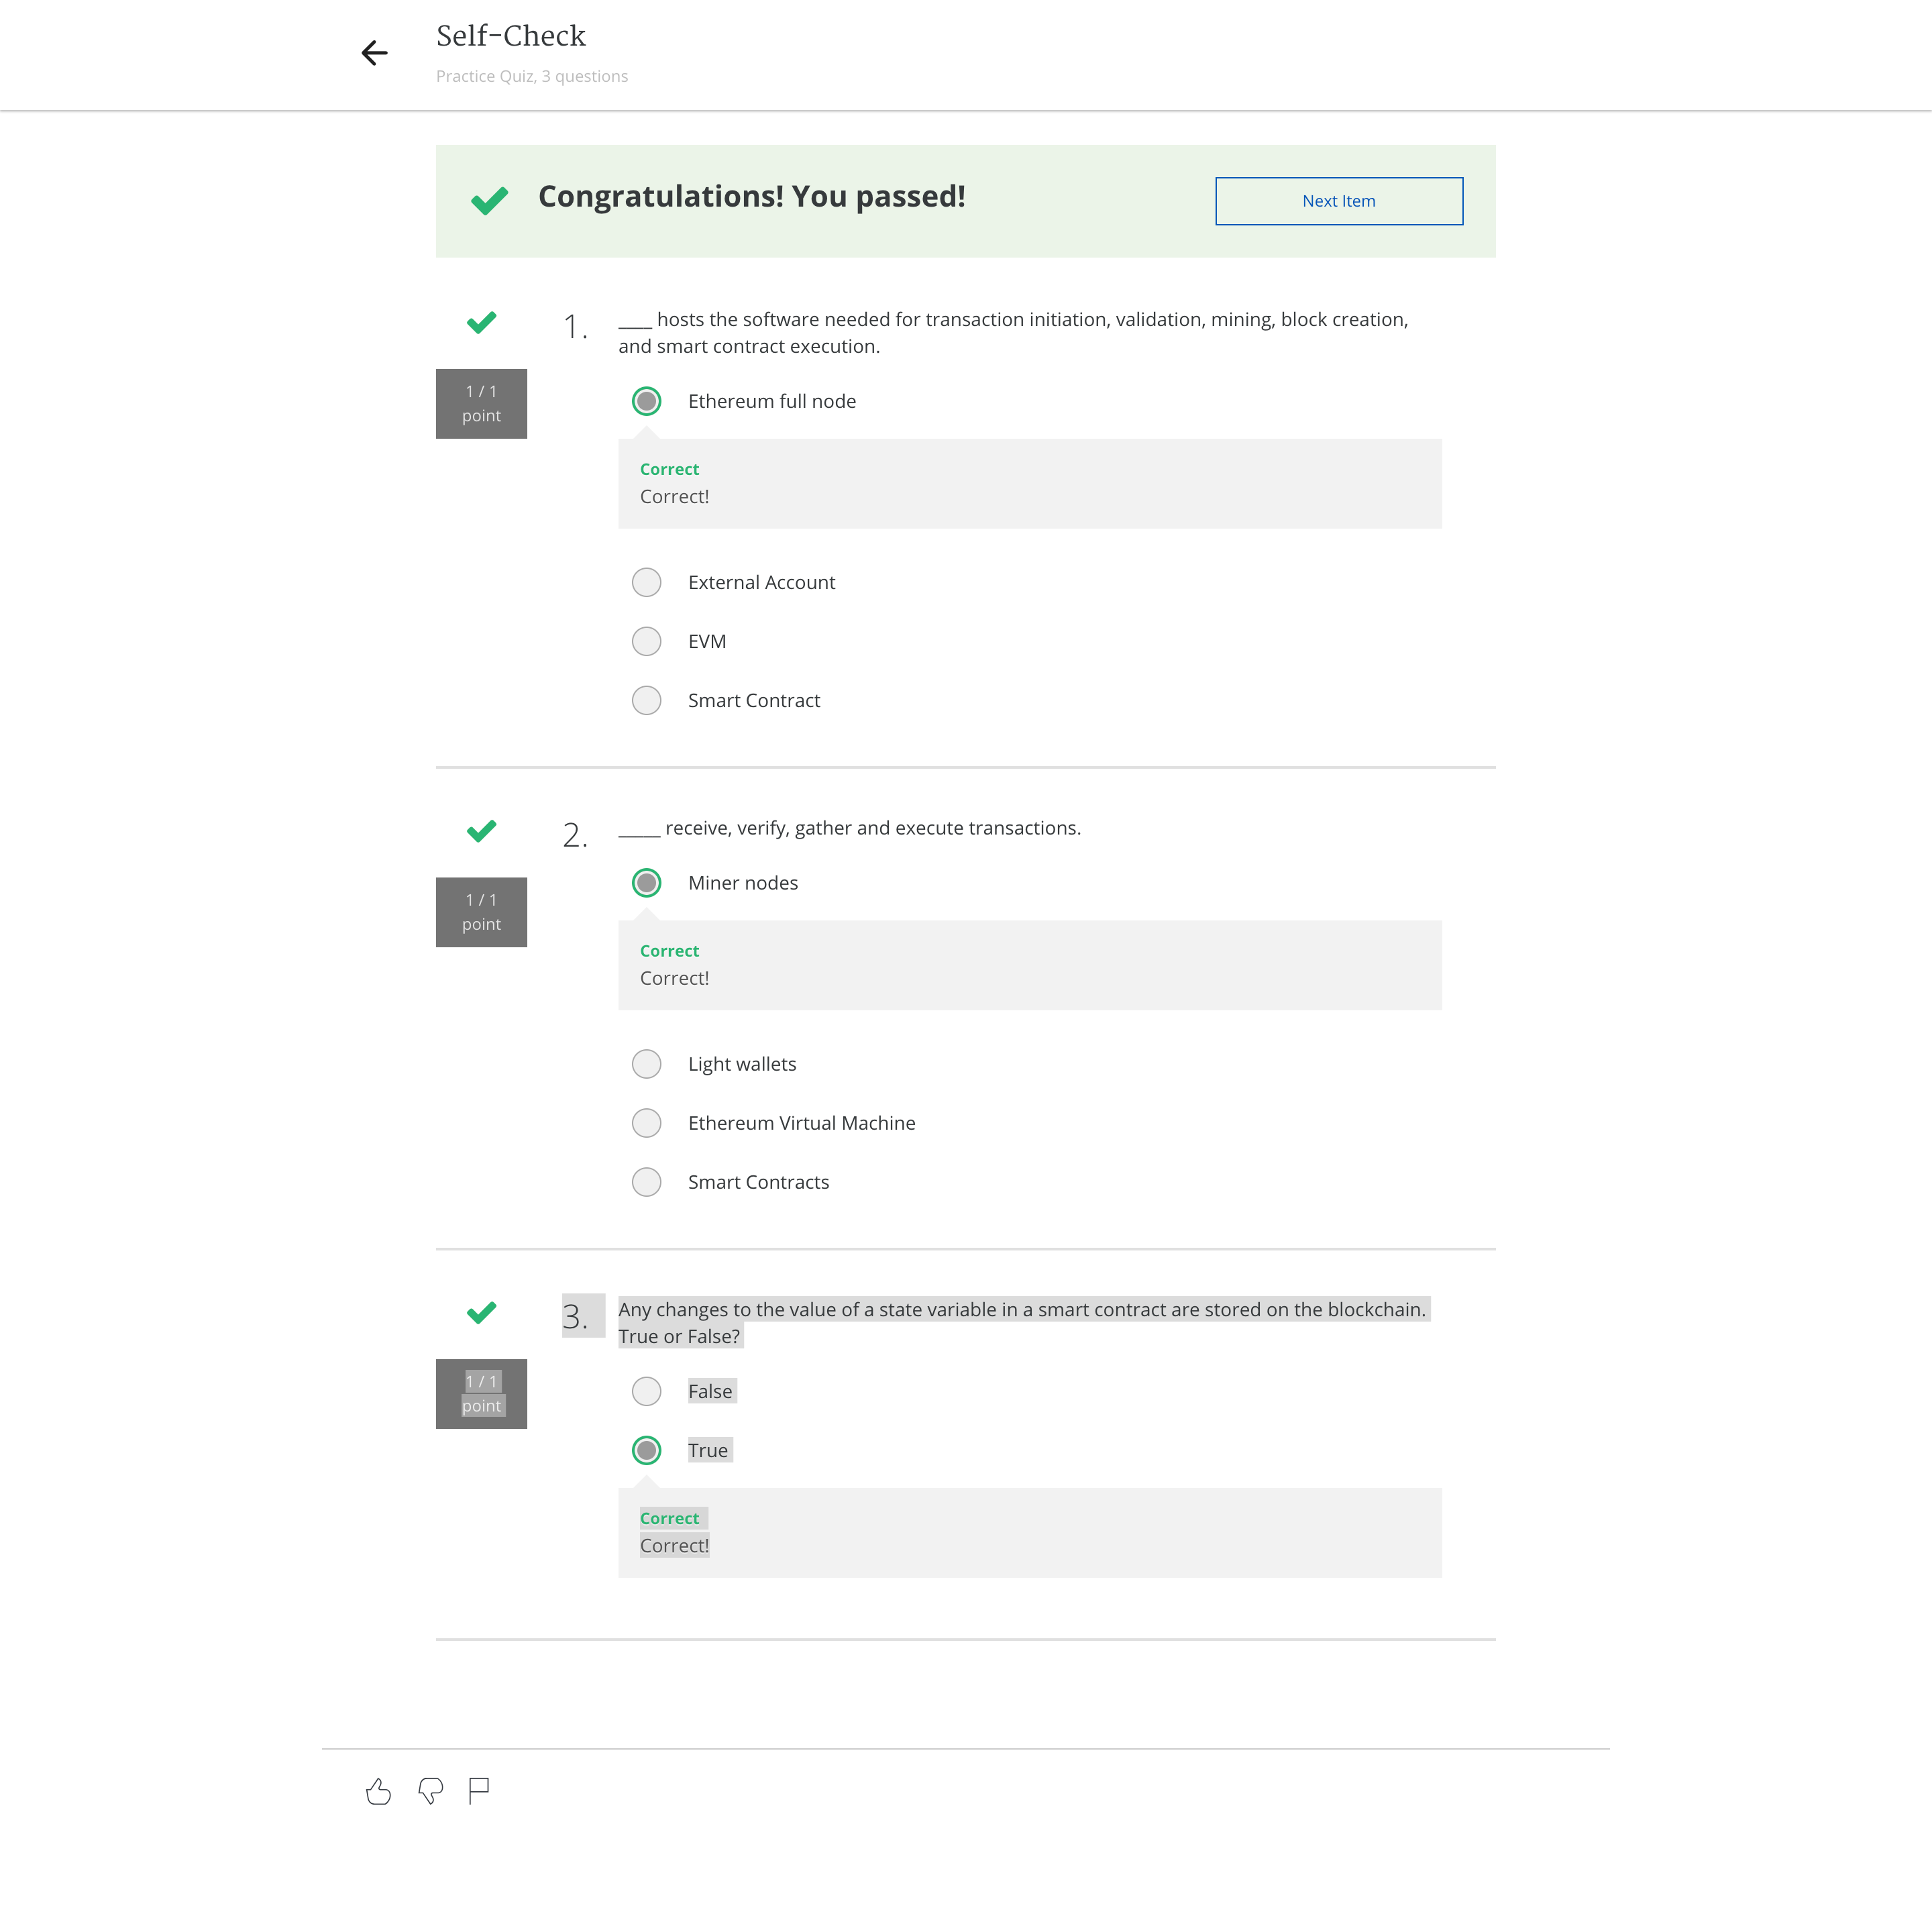 Self-Check
Practice Quiz, 3 questions
Congratulations! You passed!
Next Item
1 / 1
point
1.
____ hosts the software needed for transaction initiation, validation, mining, block creation,
and smart contract execution.
Ethereum full node
Correct
Correct!
External Account
EVM
Smart Contract
1 / 1
point
2.
_____ receive, verify, gather and execute transactions.
Miner nodes
Correct
Correct!
Light wallets
Ethereum Virtual Machine
Smart Contracts
1 / 1
point
3.
Any changes to the value of a state variable in a smart contract are stored on the blockchain.
True or False?
False
True
Correct
Correct!